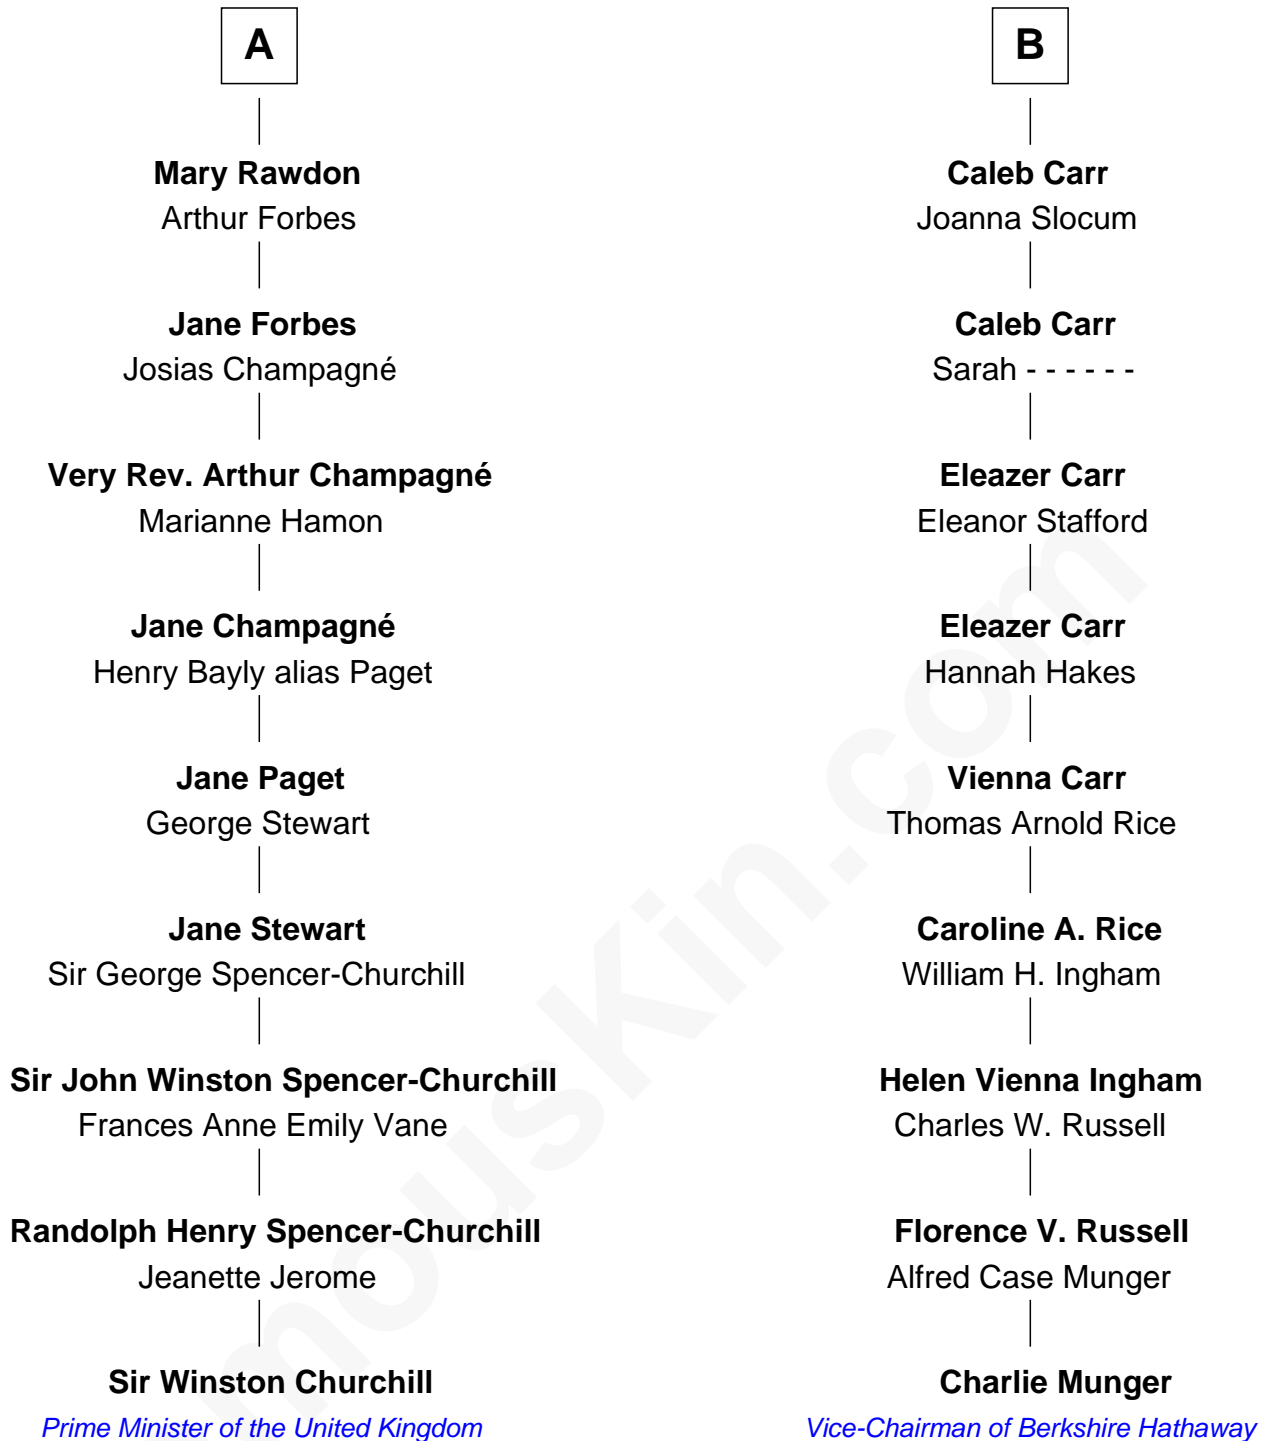 A
Mary Rawdon
Arthur Forbes
Jane Forbes
Josias Champagné
Very Rev. Arthur Champagné
Marianne Hamon
Jane Champagné
Henry Bayly alias Paget
Jane Paget
George Stewart
Jane Stewart
Sir George Spencer-Churchill
Sir John Winston Spencer-Churchill
Frances Anne Emily Vane
Randolph Henry Spencer-Churchill
Jeanette Jerome
Sir Winston Churchill
Prime Minister of the United Kingdom
B
Caleb Carr
Joanna Slocum
Caleb Carr
Sarah - - - - - -
Eleazer Carr
Eleanor Stafford
Eleazer Carr
Hannah Hakes
Vienna Carr
Thomas Arnold Rice
Caroline A. Rice
William H. Ingham
Helen Vienna Ingham
Charles W. Russell
Florence V. Russell
Alfred Case Munger
Charlie Munger
Vice-Chairman of Berkshire Hathaway
mousKin.com